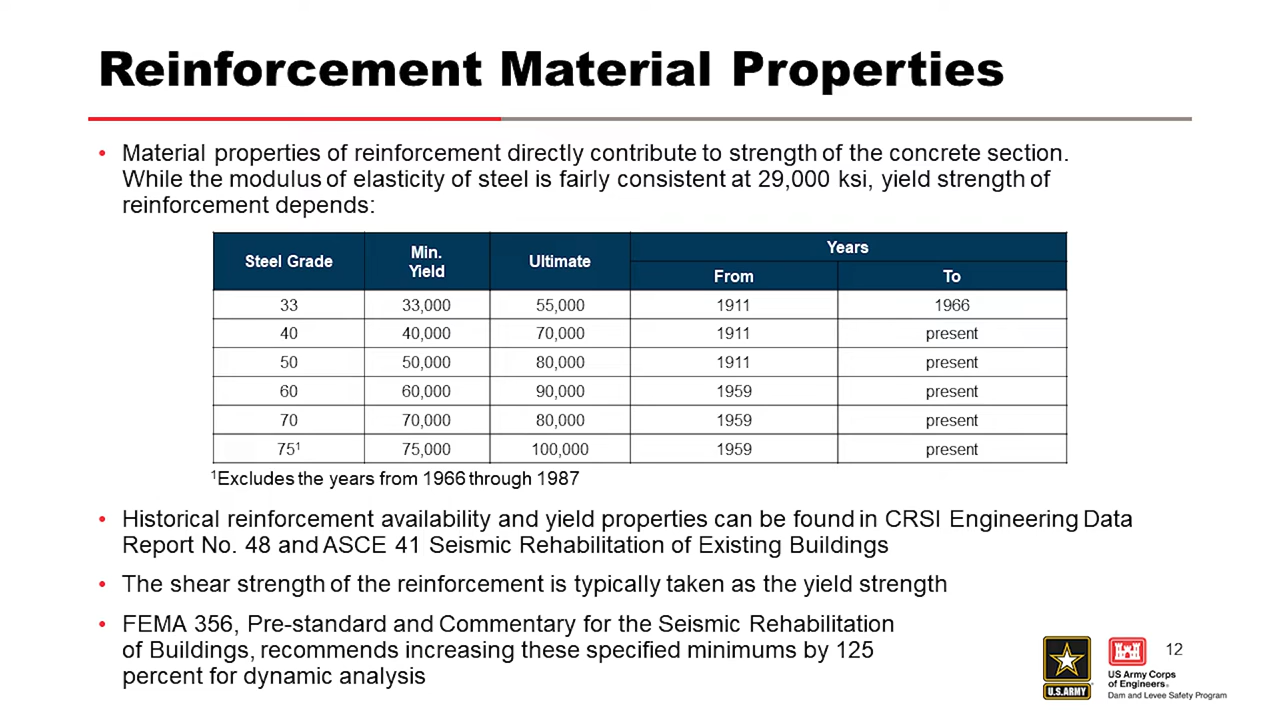 Reinforcement Material Properties
• Material properties of reinforcement directly contribute to strength of the concrete section.
While the modulus of elasticity of steel is fairly consistent at 29,000 ksi, yield strength of
reinforcement depends:
Steel Grade Min. Yield Ultimate Years
From To
33 33,000 55,000 1911 1966
40 40,000 70,000 1911 present
50 50,000 80,000 1911 present
60 60,000 90,000 1959 present
70 70,000 80,000 1959 present
75¹ 75,000 100,000 1959 present
¹Excludes the years from 1966 through 1987
• Historical reinforcement availability and yield properties can be found in CRSI Engineering Data
Report No. 48 and ASCE 41 Seismic Rehabilitation of Existing Buildings
• The shear strength of the reinforcement is typically taken as the yield strength
• FEMA 356, Pre-standard and Commentary for the Seismic Rehabilitation
of Buildings, recommends increasing these specified minimums by 125
percent for dynamic analysis
U.S.ARMY
US Army Corps
of Engineers®
Dam and Levee Safety Program
12